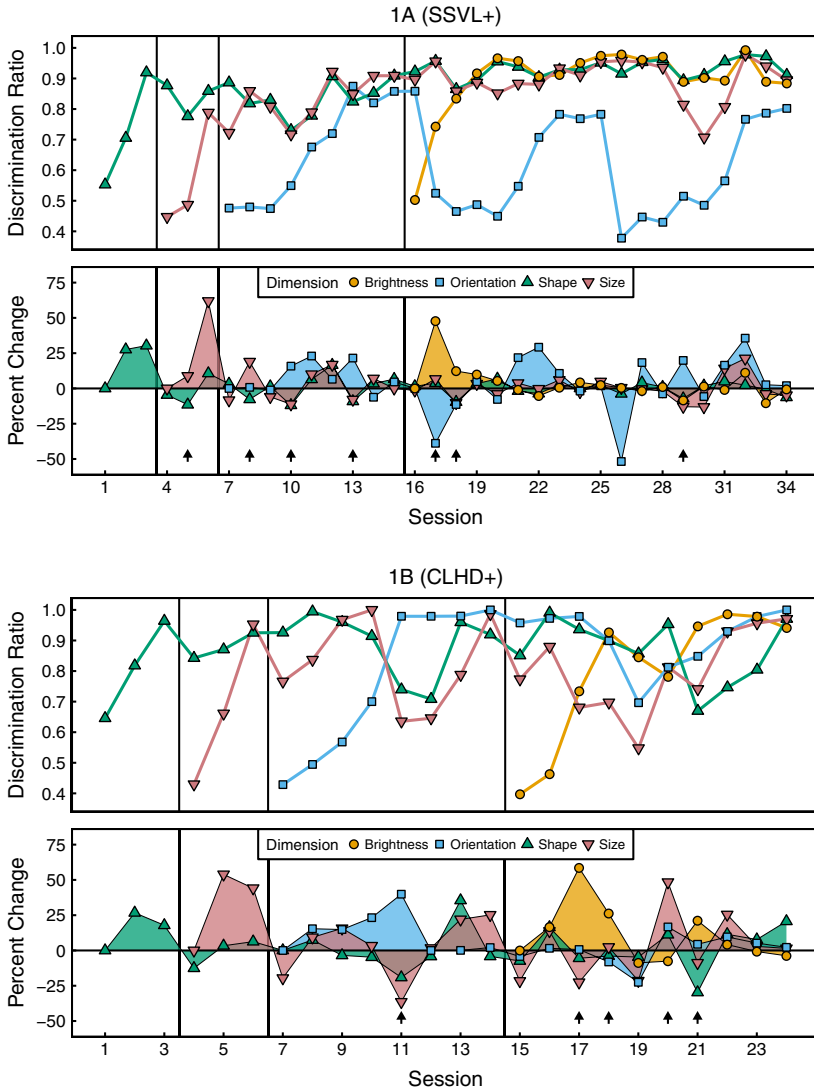 1A (SSVL+)
Discrimination Ratio
1.0
0.9
0.8
0.7
0.6
0.5
0.4
Percent Change
75
50
25
0
−25
−50
Dimension Brightness Orientation Shape Size
1 4 7 10 13 16 19 22 25 28 31 34
Session
1B (CLHD+)
Discrimination Ratio
1.0
0.9
0.8
0.7
0.6
0.5
0.4
Percent Change
75
50
25
0
−25
−50
Dimension Brightness Orientation Shape Size
1 3 5 7 9 11 13 15 17 19 21 23
Session